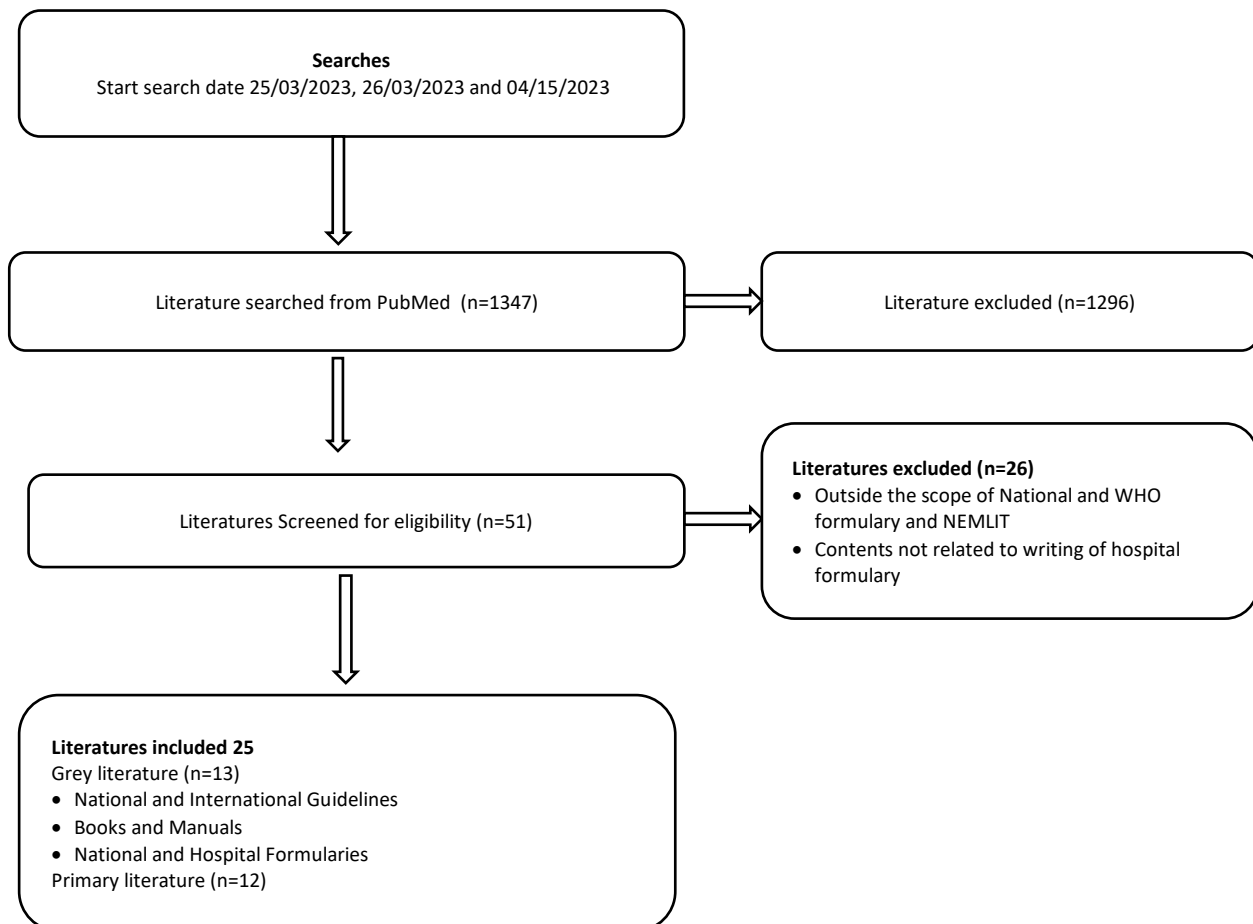 Searches
Start search date 25/03/2023, 26/03/2023 and 04/15/2023
Literature searched from PubMed (n=1347)
Literature excluded (n=1296)
Literatures Screened for eligibility (n=51)
Literatures excluded (n=26)
• Outside the scope of National and WHO
formulary and NEMLIT
• Contents not related to writing of hospital
formulary
Literatures included 25
Grey literature (n=13)
• National and International Guidelines
• Books and Manuals
• National and Hospital Formularies
Primary literature (n=12)